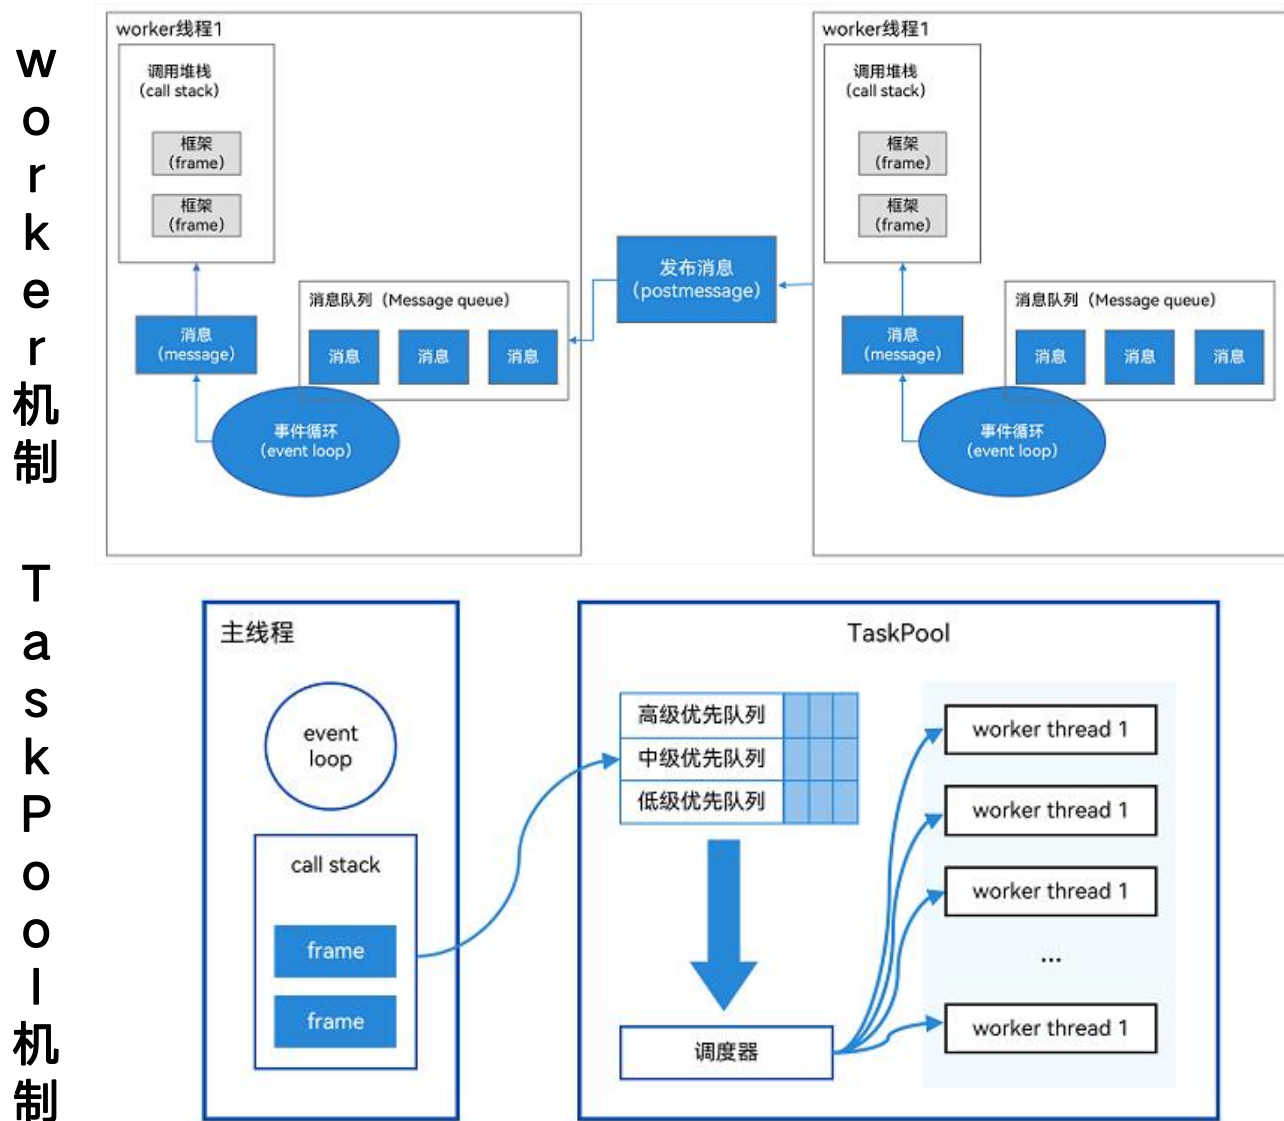 worker机制
worker线程1
调用堆栈
(call stack)
框架
(frame)
框架
(frame)
消息
(message)
消息队列（Message queue）
消息
消息
消息
事件循环
(event loop)
发布消息
(postmessage)
worker线程1
调用堆栈
(call stack)
框架
(frame)
框架
(frame)
消息
(message)
消息队列（Message queue）
消息
消息
消息
事件循环
(event loop)
TaskPool机制
主线程
event
loop
call stack
frame
frame
TaskPool
高级优先队列
中级优先队列
低级优先队列
调度器
worker thread 1
worker thread 1
worker thread 1
...
worker thread 1